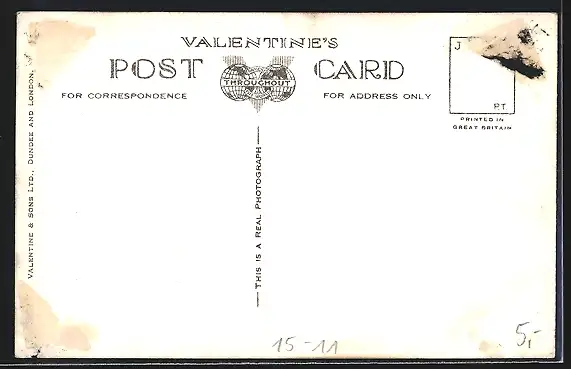 VALENTINE'S
POST CARD
THROUGHOUT
FOR CORRESPONDENCE
FOR ADDRESS ONLY
J
P.T.
PRINTED IN
GREAT BRITAIN
VALENTINE & SONS LTD., DUNDEE AND LONDON.
THIS IS A REAL PHOTOGRAPH
15-11
5,-